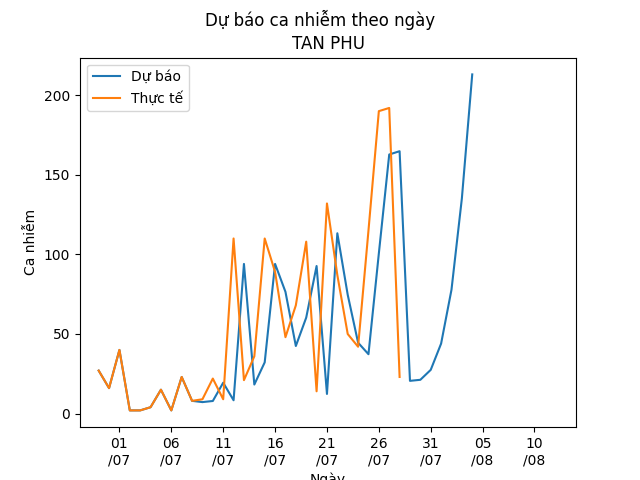 Dự báo ca nhiễm theo ngày
TAN PHU
Dự báo
Thực tế
Ca nhiễm
200
150
100
50
0
01 06 11 16 21 26 31 05 10
/07 /07 /07 /07 /07 /07 /07 /08 /08
Ngày